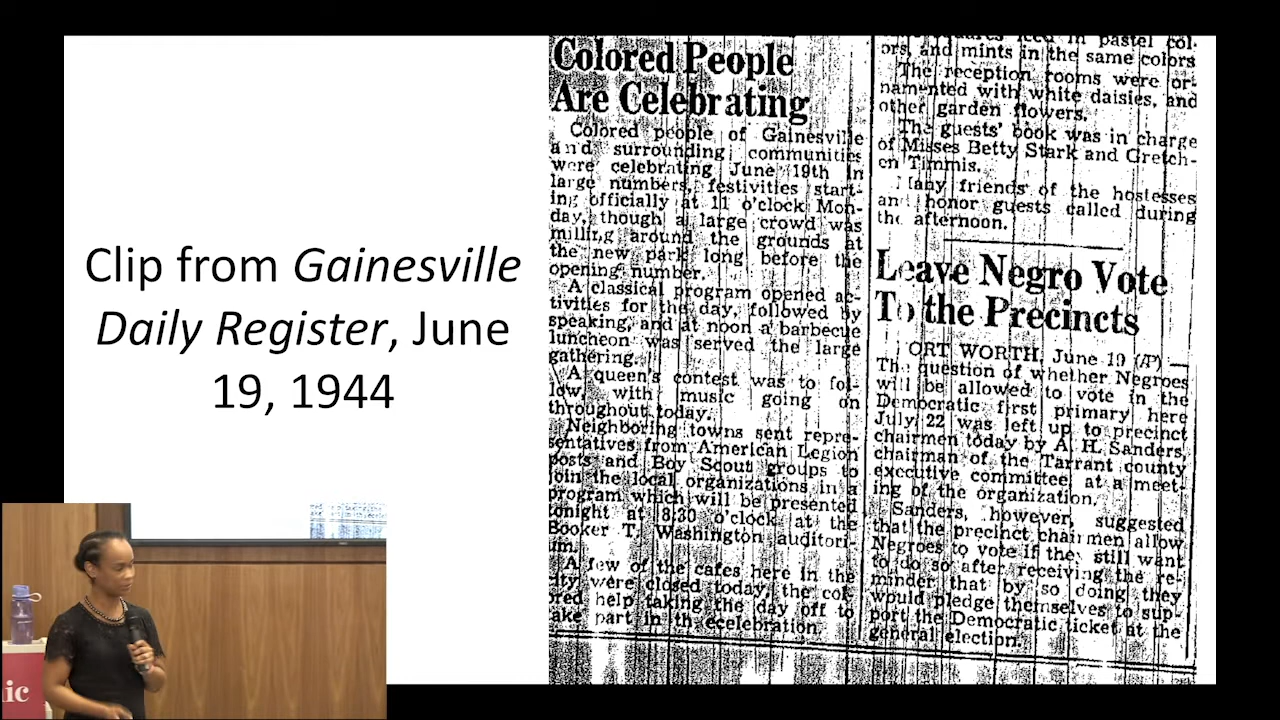 Clip from Gainesville
Daily Register, June
19, 1944
Colored People
Are Celebrating
Colored people of Gainesville
and surrounding communities
were celebrating June 19th in
large numbers, festivities start-
ing officially at 11 o'clock Mon-
day, though a large crowd was
milling around the grounds at
the new park long before the
opening number.
A classical program opened ac-
tivities for the day, followed by
speaking, and at noon a barbecue
luncheon was served the large
gathering.
A queen's contest was to fol-
low, with music going on
throughout today.
Neighboring towns sent repre-
sentatives from American Legion
posts and Boy Scout groups to
join the local organizations in a
program which will be presented
tonight at 8:30 o'clock at the
Booker T. Washington auditori-
um.
A few of the cafes here in the
city were closed today, the col-
ored help taking the day off to
take part in th ecelebration
in pastel col-
ors, and mints in the same colors
The reception rooms were or-
namented with white daisies, and
other garden flowers.
The guests' book was in charge
of Misses Betty Stark and Gretch-
en Timmis.
Many friends of the hostesses
and honor guests called during
the afternoon.
Leave Negro Vote
To the Precincts
FORT WORTH, June 19 (AP) —
The question of whether Negroes
will be allowed to vote in the
Democratic first primary here
July 22 was left up to precinct
chairmen today by A. H. Sanders,
chairman of the Tarrant county
executive committee, at a meet-
ing of the organization.
Sanders, however, suggested
that the precinct chairmen allow
Negroes to vote if they still want
to do so after receiving the re-
minder that by so doing they
would pledge themselves to sup-
port the Democratic ticket at the
general election.
ic